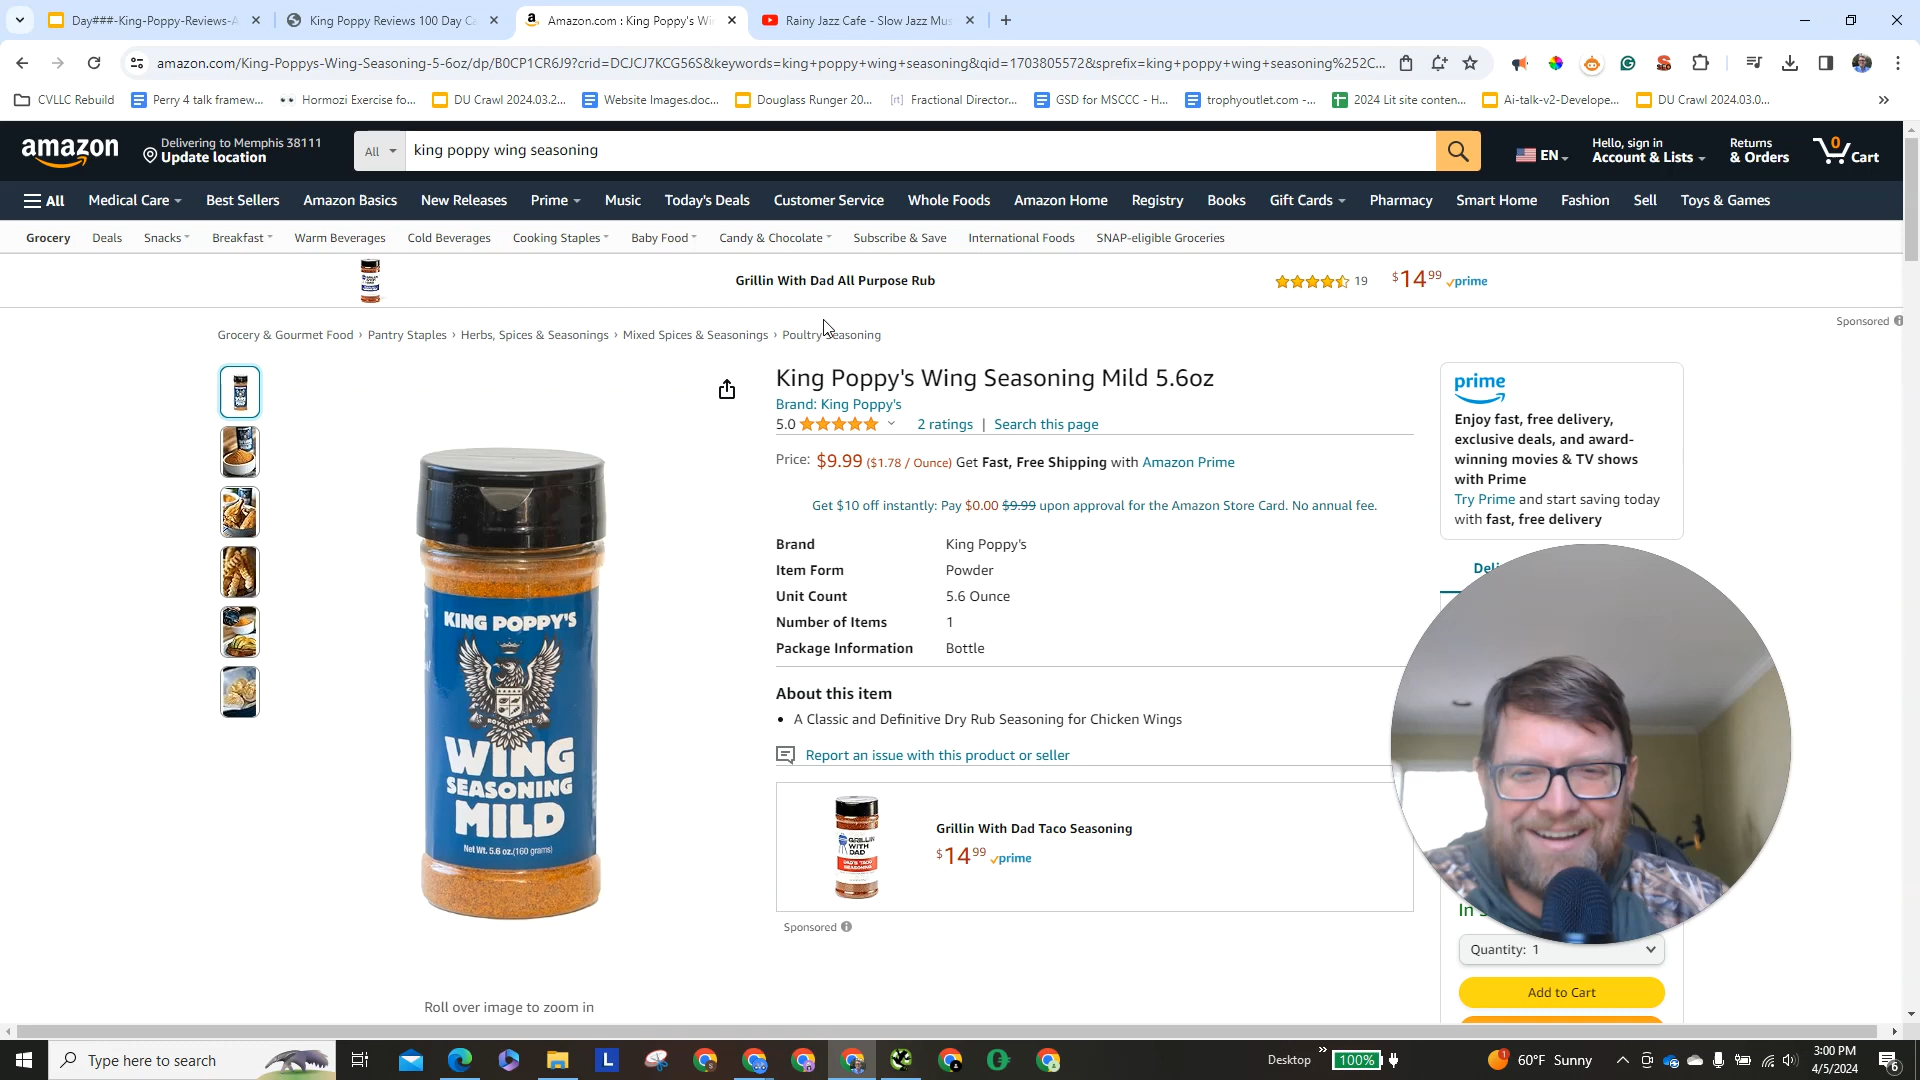 Day###-King-Poppy-Reviews-A
King Poppy Reviews 100 Day C
Amazon.com : King Poppy's Wi
Rainy Jazz Cafe - Slow Jazz Mus
amazon.com/King-Poppys-Wing-Seasoning-5-6oz/dp/B0CP1CR6J9?crid=DCJCJ7KCG56S&keywords=king+poppy+wing+seasoning&qid=1703805572&sprefix=king+poppy+wing+seasoning%252C...
CVLLC Rebuild
Perry 4 talk framew...
Hormozi Exercise fo...
DU Crawl 2024.03.2...
Website Images.doc...
Douglass Runger 20...
Fractional Director...
GSD for MSCCC - H...
trophyoutlet.com -...
2024 Lit site conten...
Ai-talk-v2-Develope...
DU Crawl 2024.03.0...
amazon
Delivering to Memphis 38111
Update location
All
king poppy wing seasoning
EN
Hello, sign in
Account & Lists
Returns
& Orders
0
Cart
All
Medical Care
Best Sellers
Amazon Basics
New Releases
Prime
Music
Today's Deals
Customer Service
Whole Foods
Amazon Home
Registry
Books
Gift Cards
Pharmacy
Smart Home
Fashion
Sell
Toys & Games
Grocery
Deals
Snacks
Breakfast
Warm Beverages
Cold Beverages
Cooking Staples
Baby Food
Candy & Chocolate
Subscribe & Save
International Foods
SNAP-eligible Groceries
Grillin With Dad All Purpose Rub
19
$14.99 prime
Sponsored
Grocery & Gourmet Food › Pantry Staples › Herbs, Spices & Seasonings › Mixed Spices & Seasonings › Poultry Seasoning
King Poppy's Wing Seasoning Mild 5.6oz
Brand: King Poppy's
5.0
2 ratings | Search this page
Price: $9.99 ($1.78 / Ounce) Get Fast, Free Shipping with Amazon Prime
Get $10 off instantly: Pay $0.00 $9.99 upon approval for the Amazon Store Card. No annual fee.
Brand King Poppy's
Item Form Powder
Unit Count 5.6 Ounce
Number of Items 1
Package Information Bottle
About this item
• A Classic and Definitive Dry Rub Seasoning for Chicken Wings
Report an issue with this product or seller
GRILLIN
WITH
DAD
DAD'S TACO
SEASONING
Grillin With Dad Taco Seasoning
$14.99 prime
Sponsored
KING POPPY'S
ROYAL FLAVOR
WING
SEASONING
MILD
Net Wt. 5.6 oz.(160 grams)
Roll over image to zoom in
prime
Enjoy fast, free delivery,
exclusive deals, and award-
winning movies & TV shows
with Prime
Try Prime and start saving today
with fast, free delivery
Deli
In s
Quantity: 1
Add to Cart
Type here to search
L
Desktop
100%
1
60°F Sunny
3:00 PM
4/5/2024
6